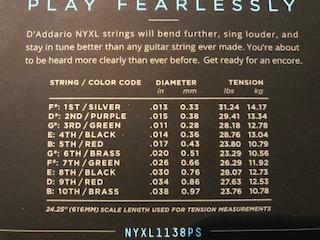 PLAY FEARLESSLY
D'Addario NYXL strings will bend further, sing louder, and
stay in tune better than any guitar string ever made. You're about
to be heard more clearly than ever before. Get ready for an encore.
STRING / COLOR CODE DIAMETER TENSION
in mm lbs kg
F#: 1ST / SILVER .013 0.33 31.24 14.17
D#: 2ND / PURPLE .015 0.38 29.41 13.34
G#: 3RD / GREEN .011 0.28 28.18 12.78
E: 4TH / BLACK .014 0.36 28.76 13.04
B: 5TH / RED .017 0.43 23.80 10.79
G#: 6TH / BRASS .020 0.51 23.29 10.56
F#: 7TH / GREEN .026 0.66 26.29 11.92
E: 8TH / BLACK .030 0.76 28.07 12.73
D: 9TH / RED .034 0.86 27.63 12.53
B: 10TH / BRASS .038 0.97 23.76 10.78
24.25" (616MM) SCALE LENGTH USED FOR TENSION MEASUREMENTS
NYXL1138PS